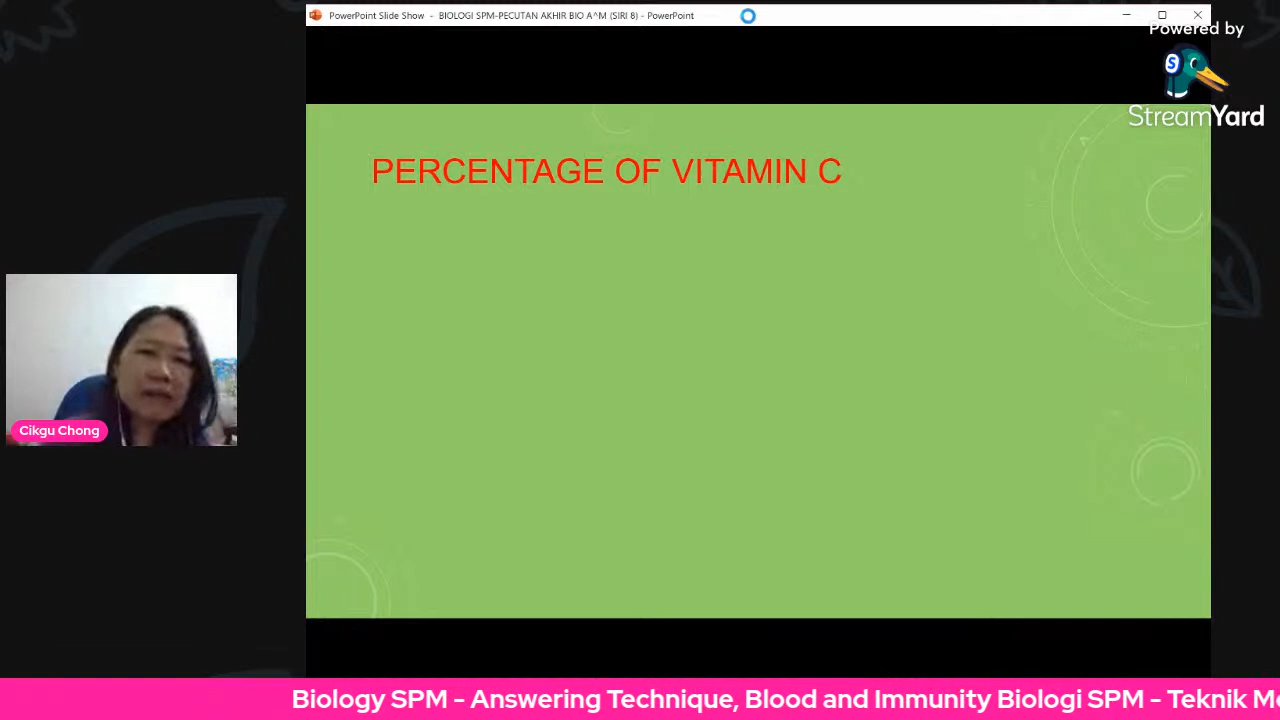 PowerPoint Slide Show - BIOLOGI SPM-PECUTAN AKHIR BIO A^M (SIRI 8) - PowerPoint
Powered by
S
StreamYard
PERCENTAGE OF VITAMIN C
Cikgu Chong
Biology SPM - Answering Technique, Blood and Immunity Biologi SPM - Teknik